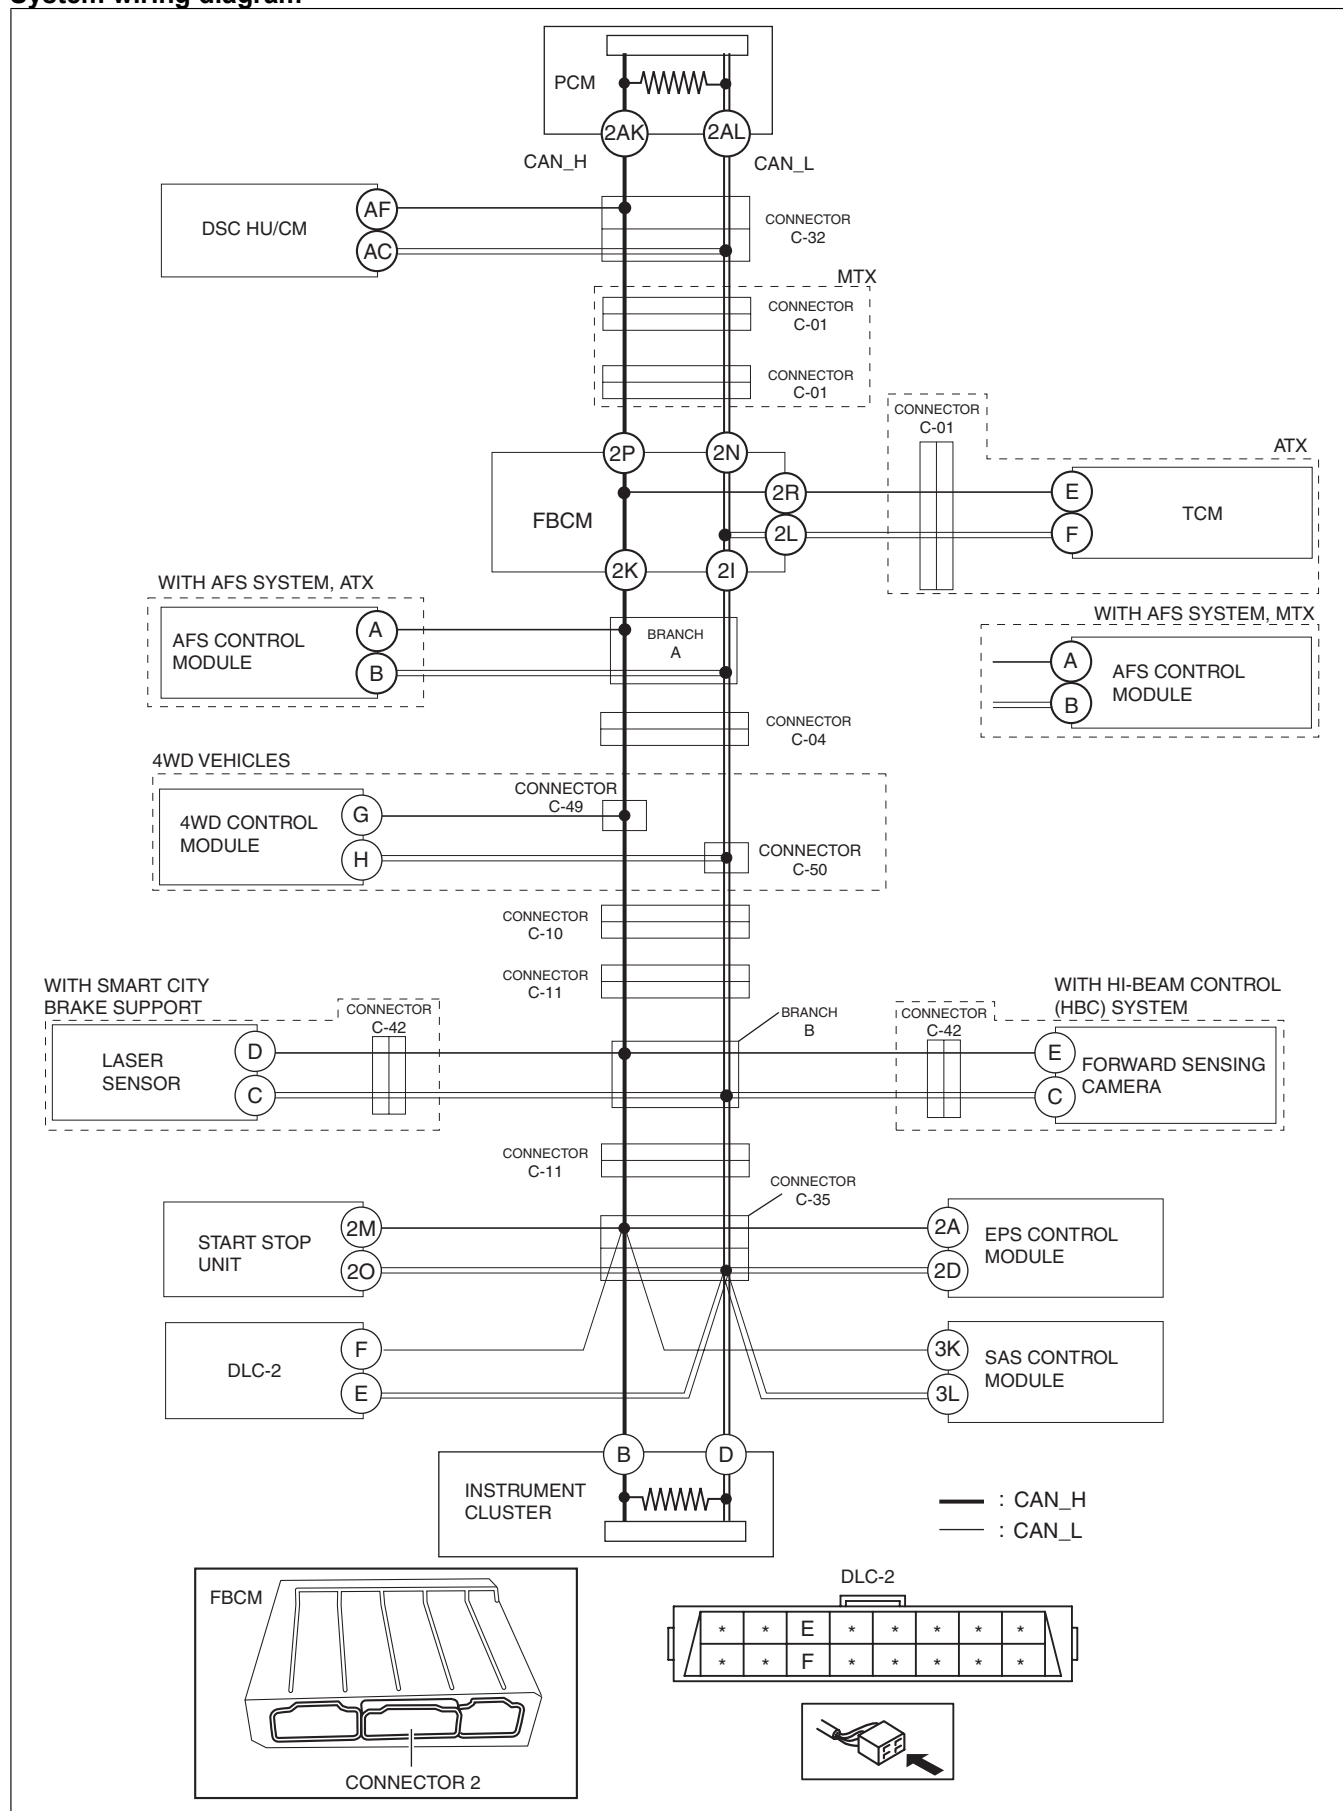 System wiring diagram
PCM
2AK
2AL
CAN_H
CAN_L
DSC HU/CM
AF
AC
CONNECTOR
C-32
MTX
CONNECTOR
C-01
CONNECTOR
C-01
CONNECTOR
C-01
ATX
2P
2N
2R
2L
FBCM
2K
2I
E
F
TCM
WITH AFS SYSTEM, ATX
AFS CONTROL
MODULE
A
B
BRANCH
A
WITH AFS SYSTEM, MTX
A
B
AFS CONTROL
MODULE
CONNECTOR
C-04
4WD VEHICLES
4WD CONTROL
MODULE
G
H
CONNECTOR
C-49
CONNECTOR
C-50
CONNECTOR
C-10
CONNECTOR
C-11
WITH SMART CITY
BRAKE SUPPORT
CONNECTOR
C-42
LASER
SENSOR
D
C
BRANCH
B
WITH HI-BEAM CONTROL
(HBC) SYSTEM
CONNECTOR
C-42
E
C
FORWARD SENSING
CAMERA
CONNECTOR
C-11
CONNECTOR
C-35
START STOP
UNIT
2M
2O
2A
2D
EPS CONTROL
MODULE
DLC-2
F
E
3K
3L
SAS CONTROL
MODULE
B
D
INSTRUMENT
CLUSTER
: CAN_H
: CAN_L
FBCM
CONNECTOR 2
DLC-2
* * E * * * * *
* * F * * * * *